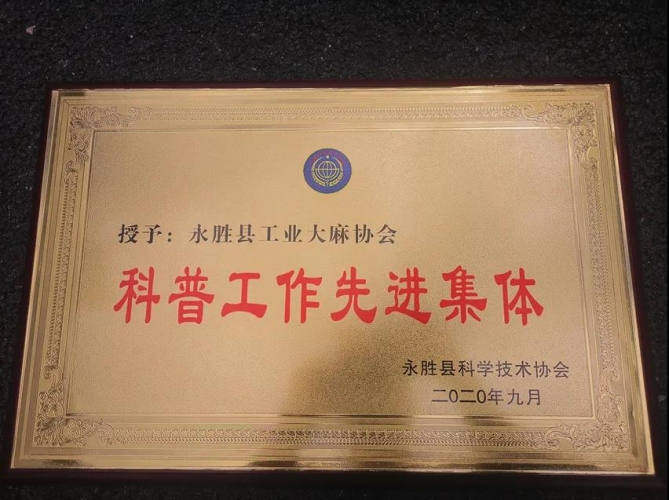 授予：永胜县工业大麻协会
科普工作先进集体
永胜县科学技术协会
二〇二〇年九月